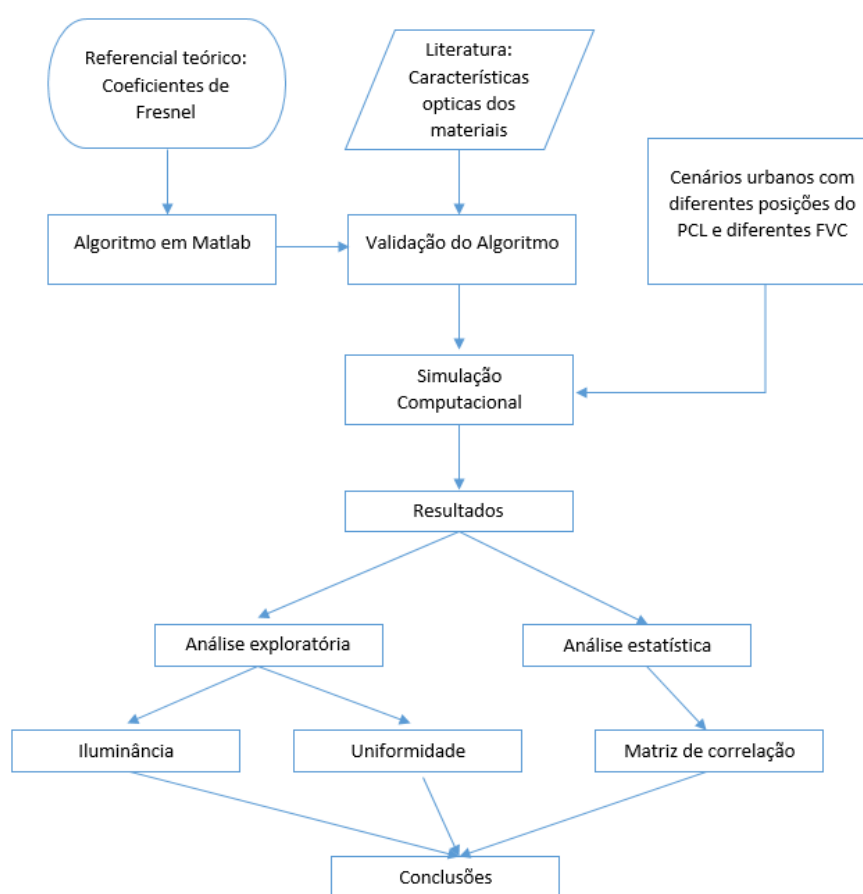 Referencial teórico:
Coeficientes de
Fresnel
Literatura:
Características
opticas dos
materiais
Cenários urbanos com
diferentes posições do
PCL e diferentes FVC
Algoritmo em Matlab
Validação do Algoritmo
Simulação
Computacional
Resultados
Análise exploratória
Análise estatística
Iluminância
Uniformidade
Matriz de correlação
Conclusões